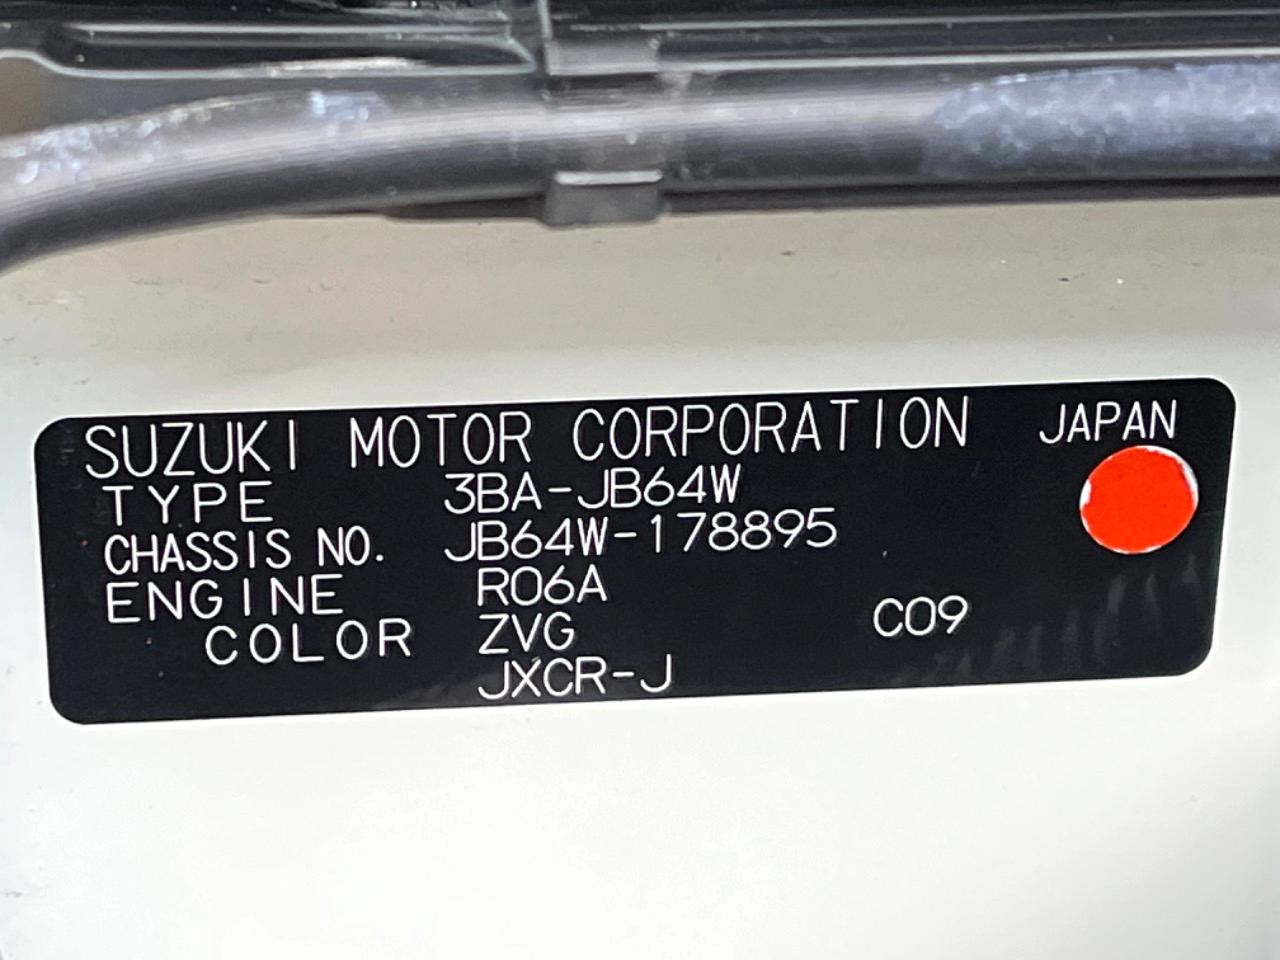 SUZUKI MOTOR CORPORATION JAPAN
TYPE 3BA-JB64W
CHASSIS NO. JB64W-178895
ENGINE R06A
COLOR ZVG C09
JXCR-J